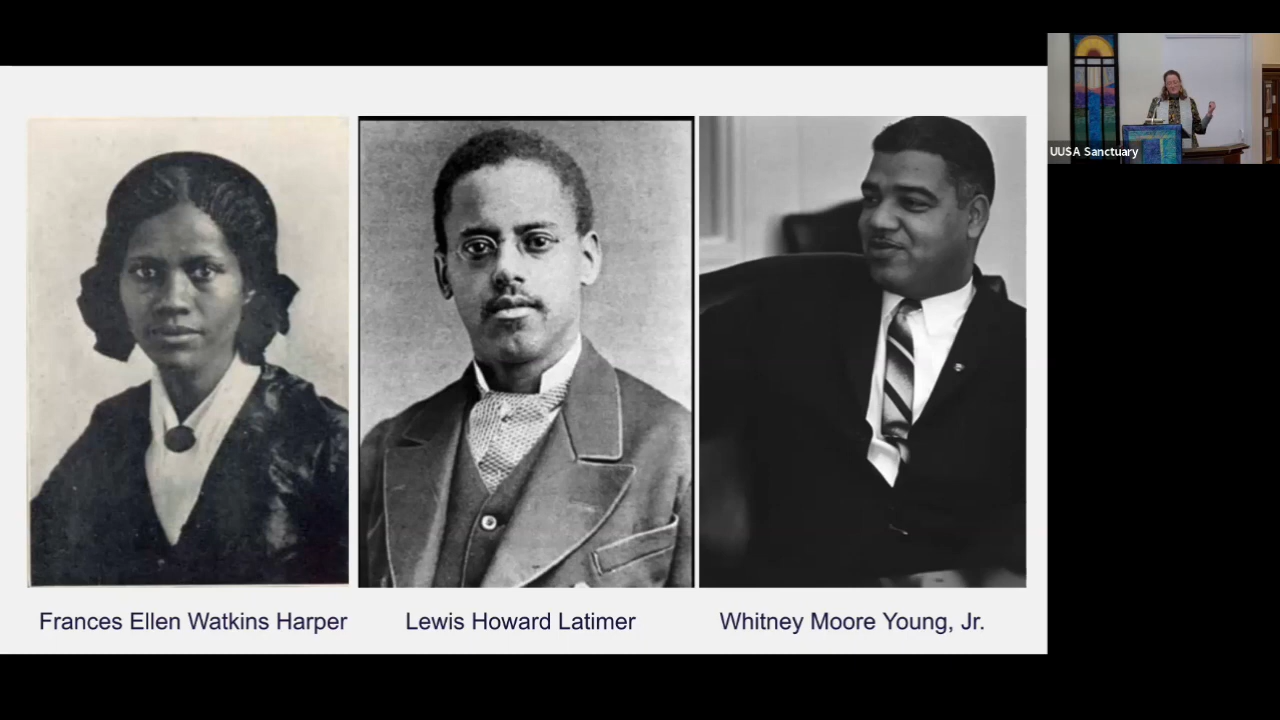 UUSA Sanctuary
Frances Ellen Watkins Harper
Lewis Howard Latimer
Whitney Moore Young, Jr.